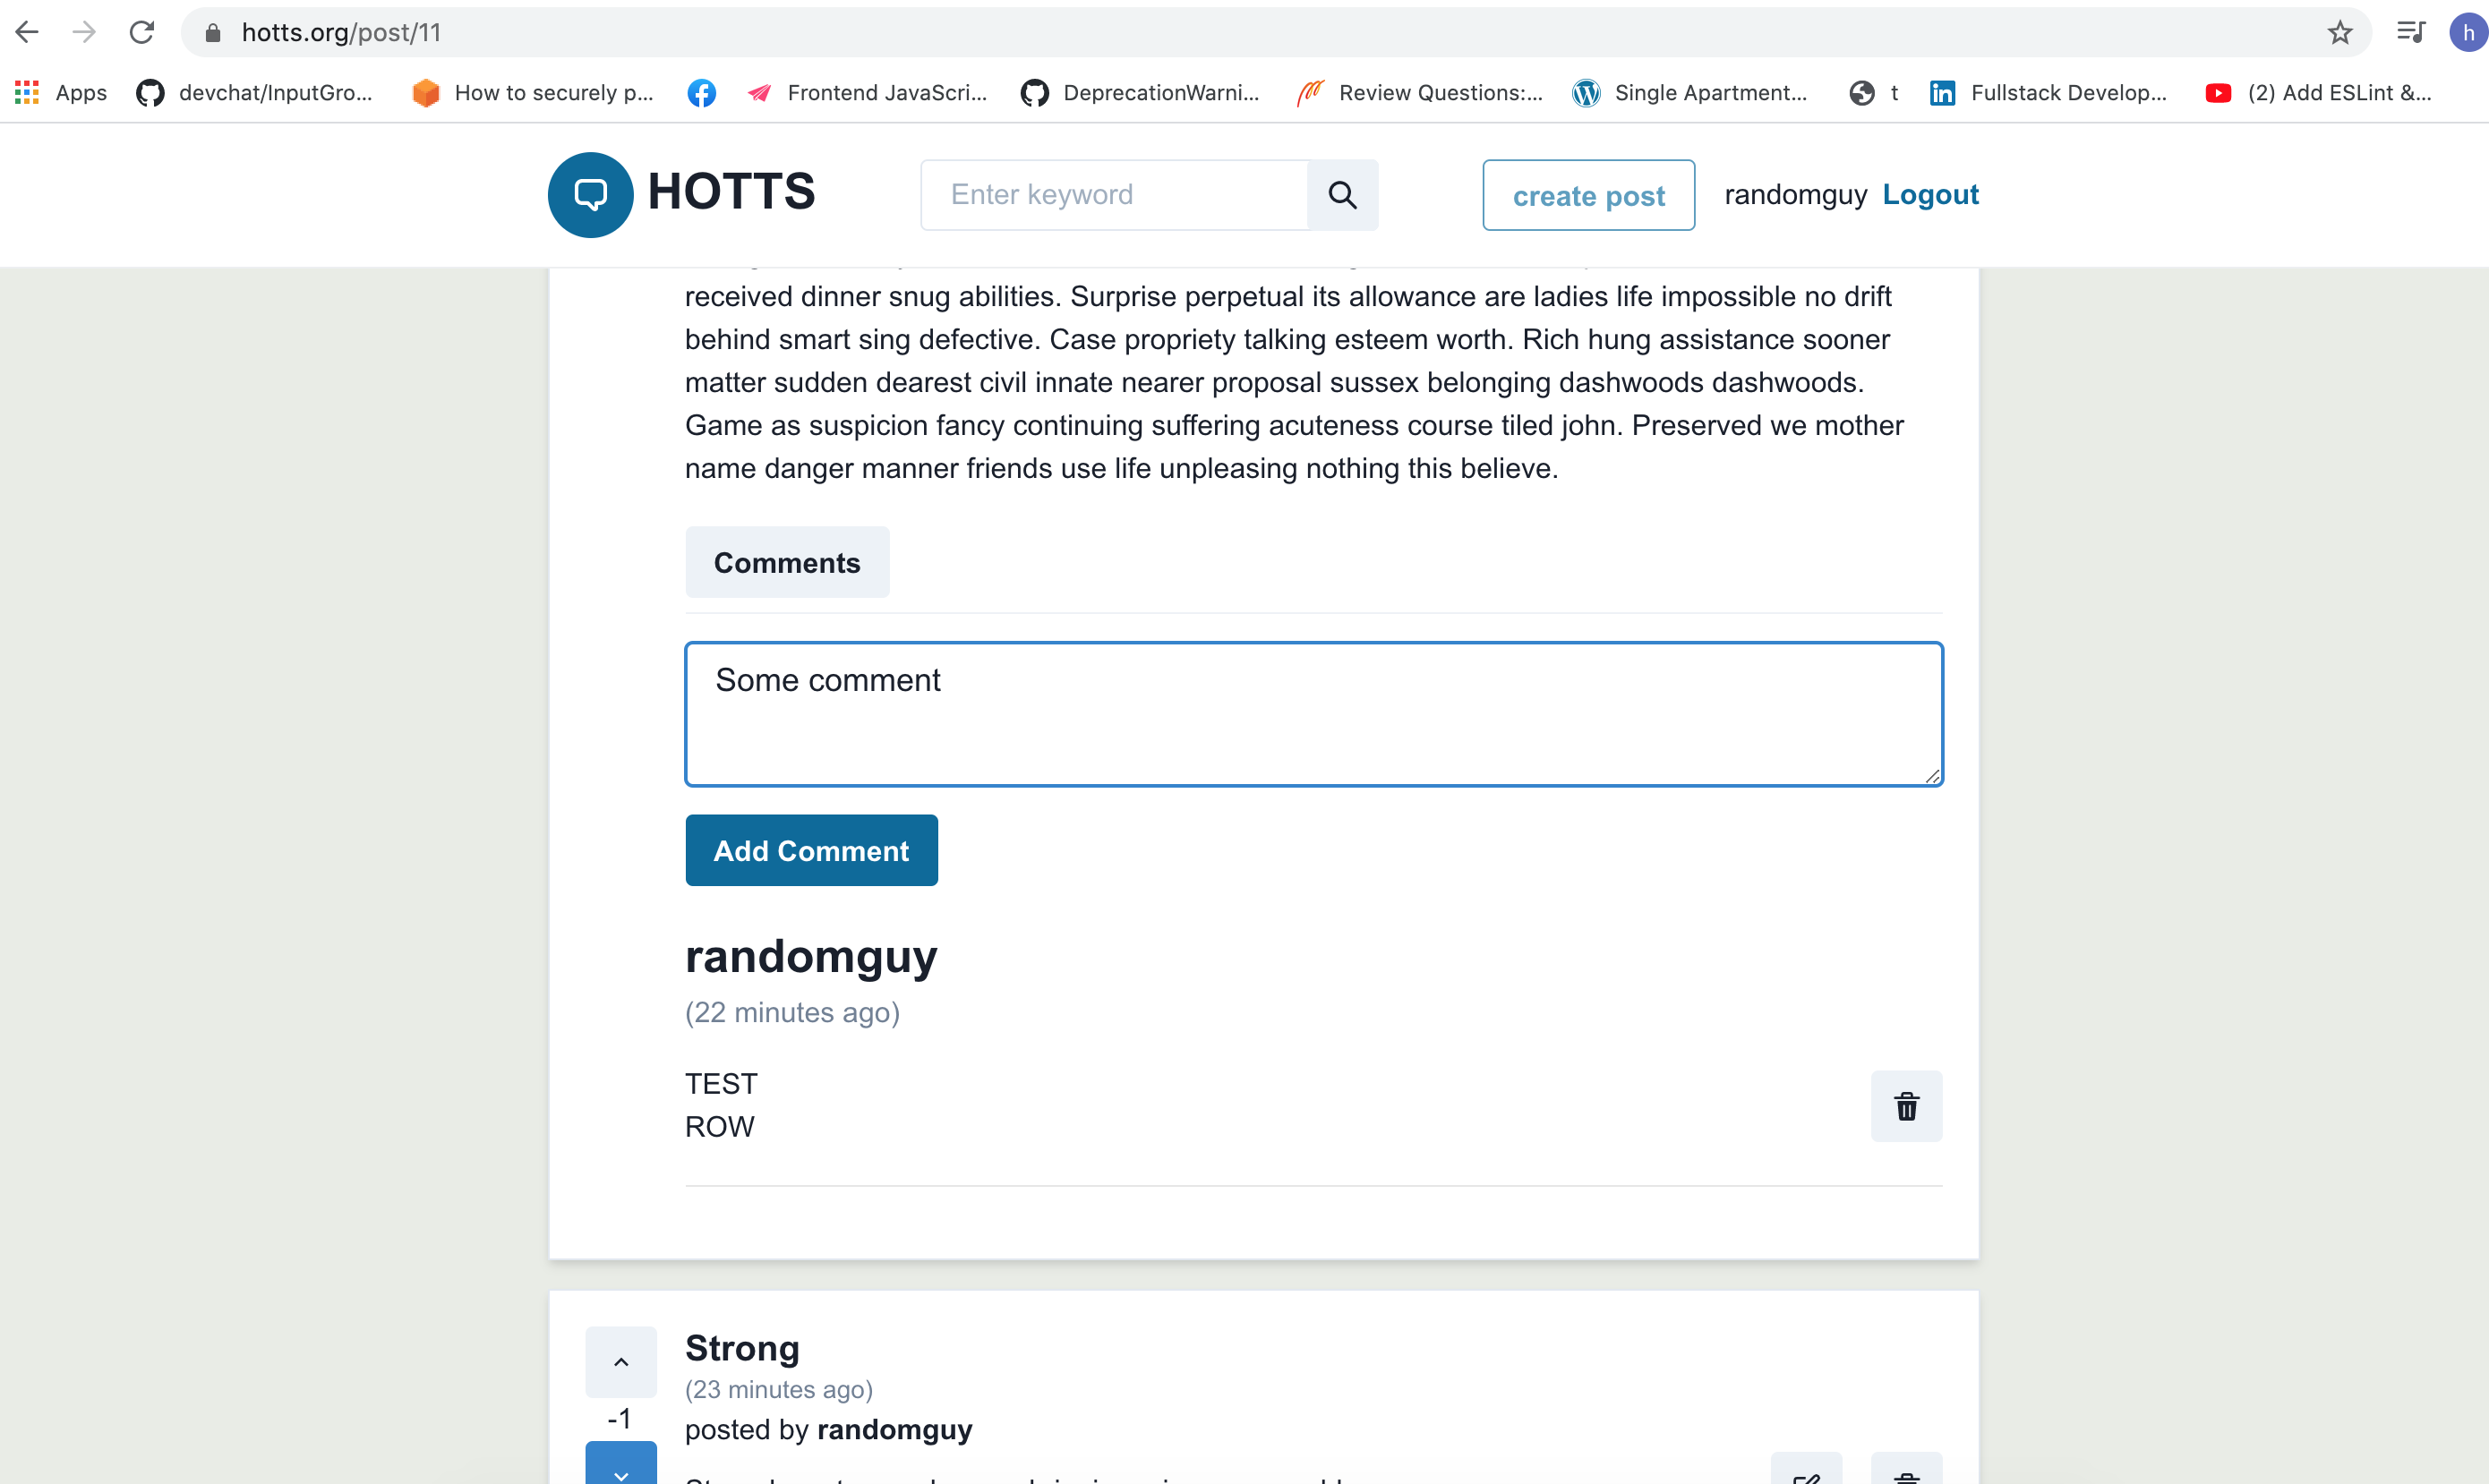 hotts.org/post/11
Apps devchat/InputGro... How to securely p... Frontend JavaScri... DeprecationWarni... Review Questions:... Single Apartment... t Fullstack Develop... (2) Add ESLint &...
h
HOTTS Enter keyword create post randomguy Logout
received dinner snug abilities. Surprise perpetual its allowance are ladies life impossible no drift
behind smart sing defective. Case propriety talking esteem worth. Rich hung assistance sooner
matter sudden dearest civil innate nearer proposal sussex belonging dashwoods dashwoods.
Game as suspicion fancy continuing suffering acuteness course tiled john. Preserved we mother
name danger manner friends use life unpleasing nothing this believe.
Comments
Some comment
Add Comment
randomguy
(22 minutes ago)
TEST
ROW
Strong
(23 minutes ago)
-1
posted by randomguy